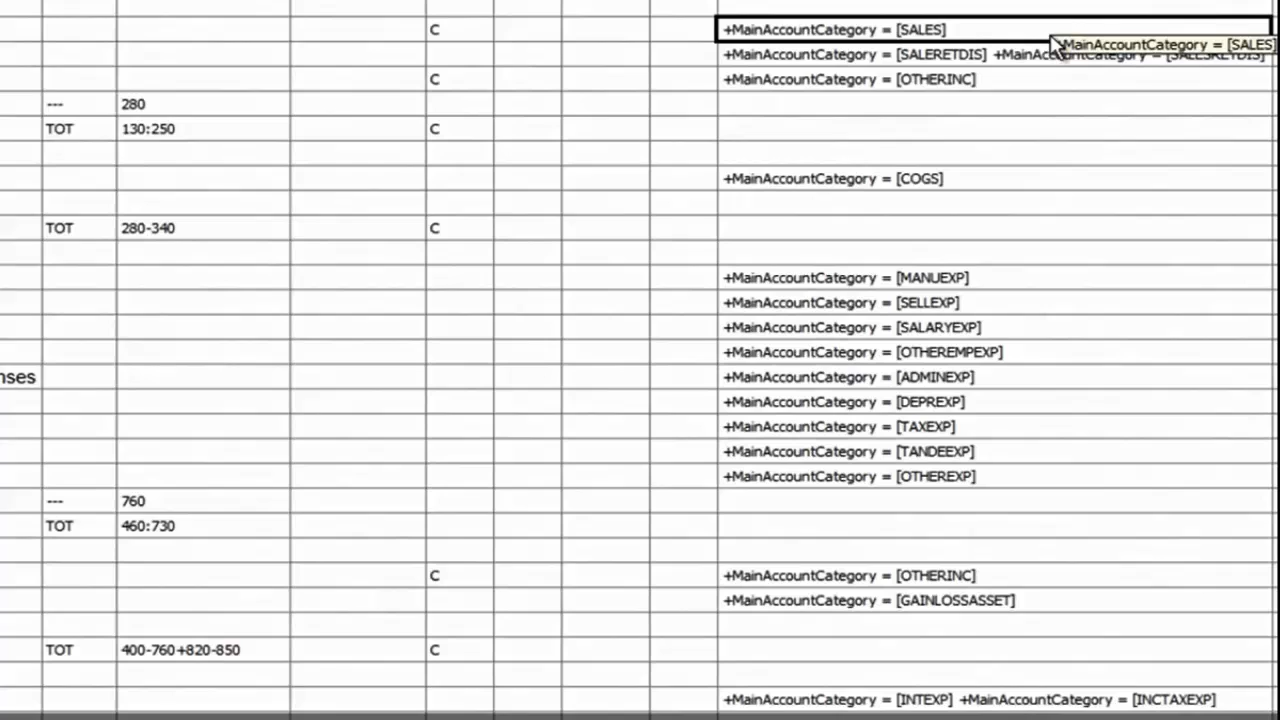 C +MainAccountCategory = [SALES]
MainAccountCategory = [SALES]
+MainAccountCategory = [SALERETDIS]
C +MainAccountCategory = [OTHERINC]
--- 280
TOT 130:250 C
+MainAccountCategory = [COGS]
TOT 280-340 C
+MainAccountCategory = [MANUEXP]
+MainAccountCategory = [SELLEXP]
+MainAccountCategory = [SALARYEXP]
+MainAccountCategory = [OTHEREMPEXP]
nses +MainAccountCategory = [ADMINEXP]
+MainAccountCategory = [DEPREXP]
+MainAccountCategory = [TAXEXP]
+MainAccountCategory = [TANDEEXP]
+MainAccountCategory = [OTHEREXP]
--- 760
TOT 460:730
C +MainAccountCategory = [OTHERINC]
+MainAccountCategory = [GAINLOSSASSET]
TOT 400-760+820-850 C
+MainAccountCategory = [INTEXP] +MainAccountCategory = [INCTAXEXP]